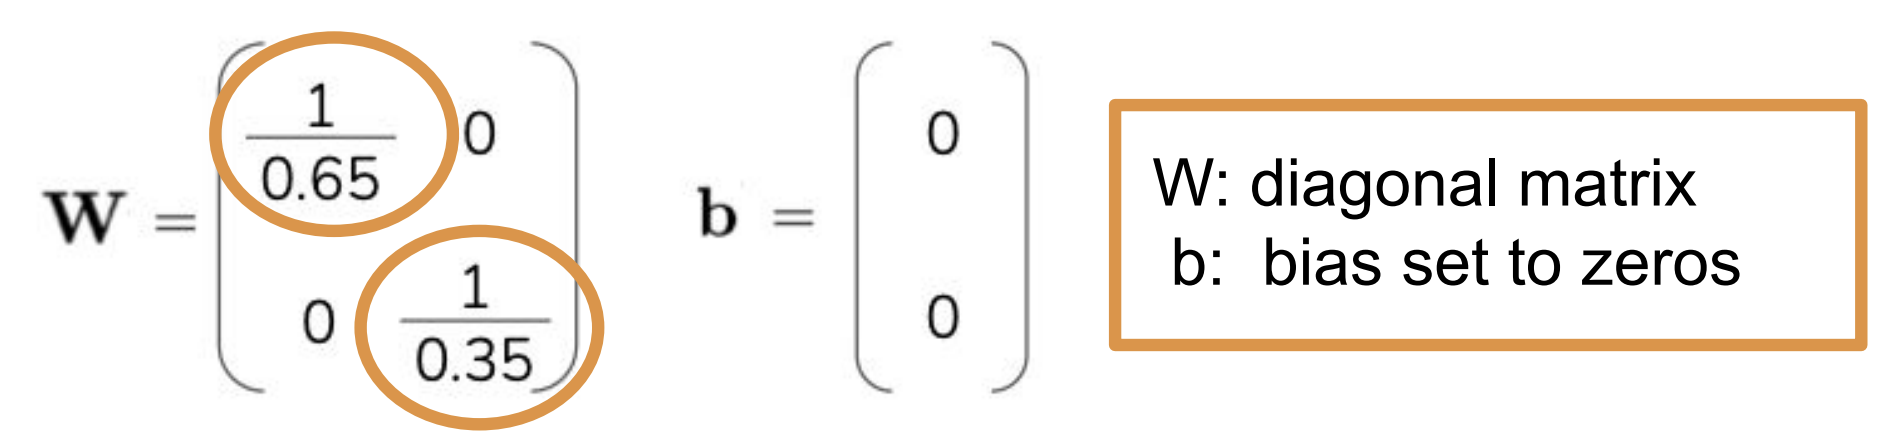 W = ( 1/0.65 0
0 1/0.35 )
b = ( 0
0 )
W: diagonal matrix
b: bias set to zeros